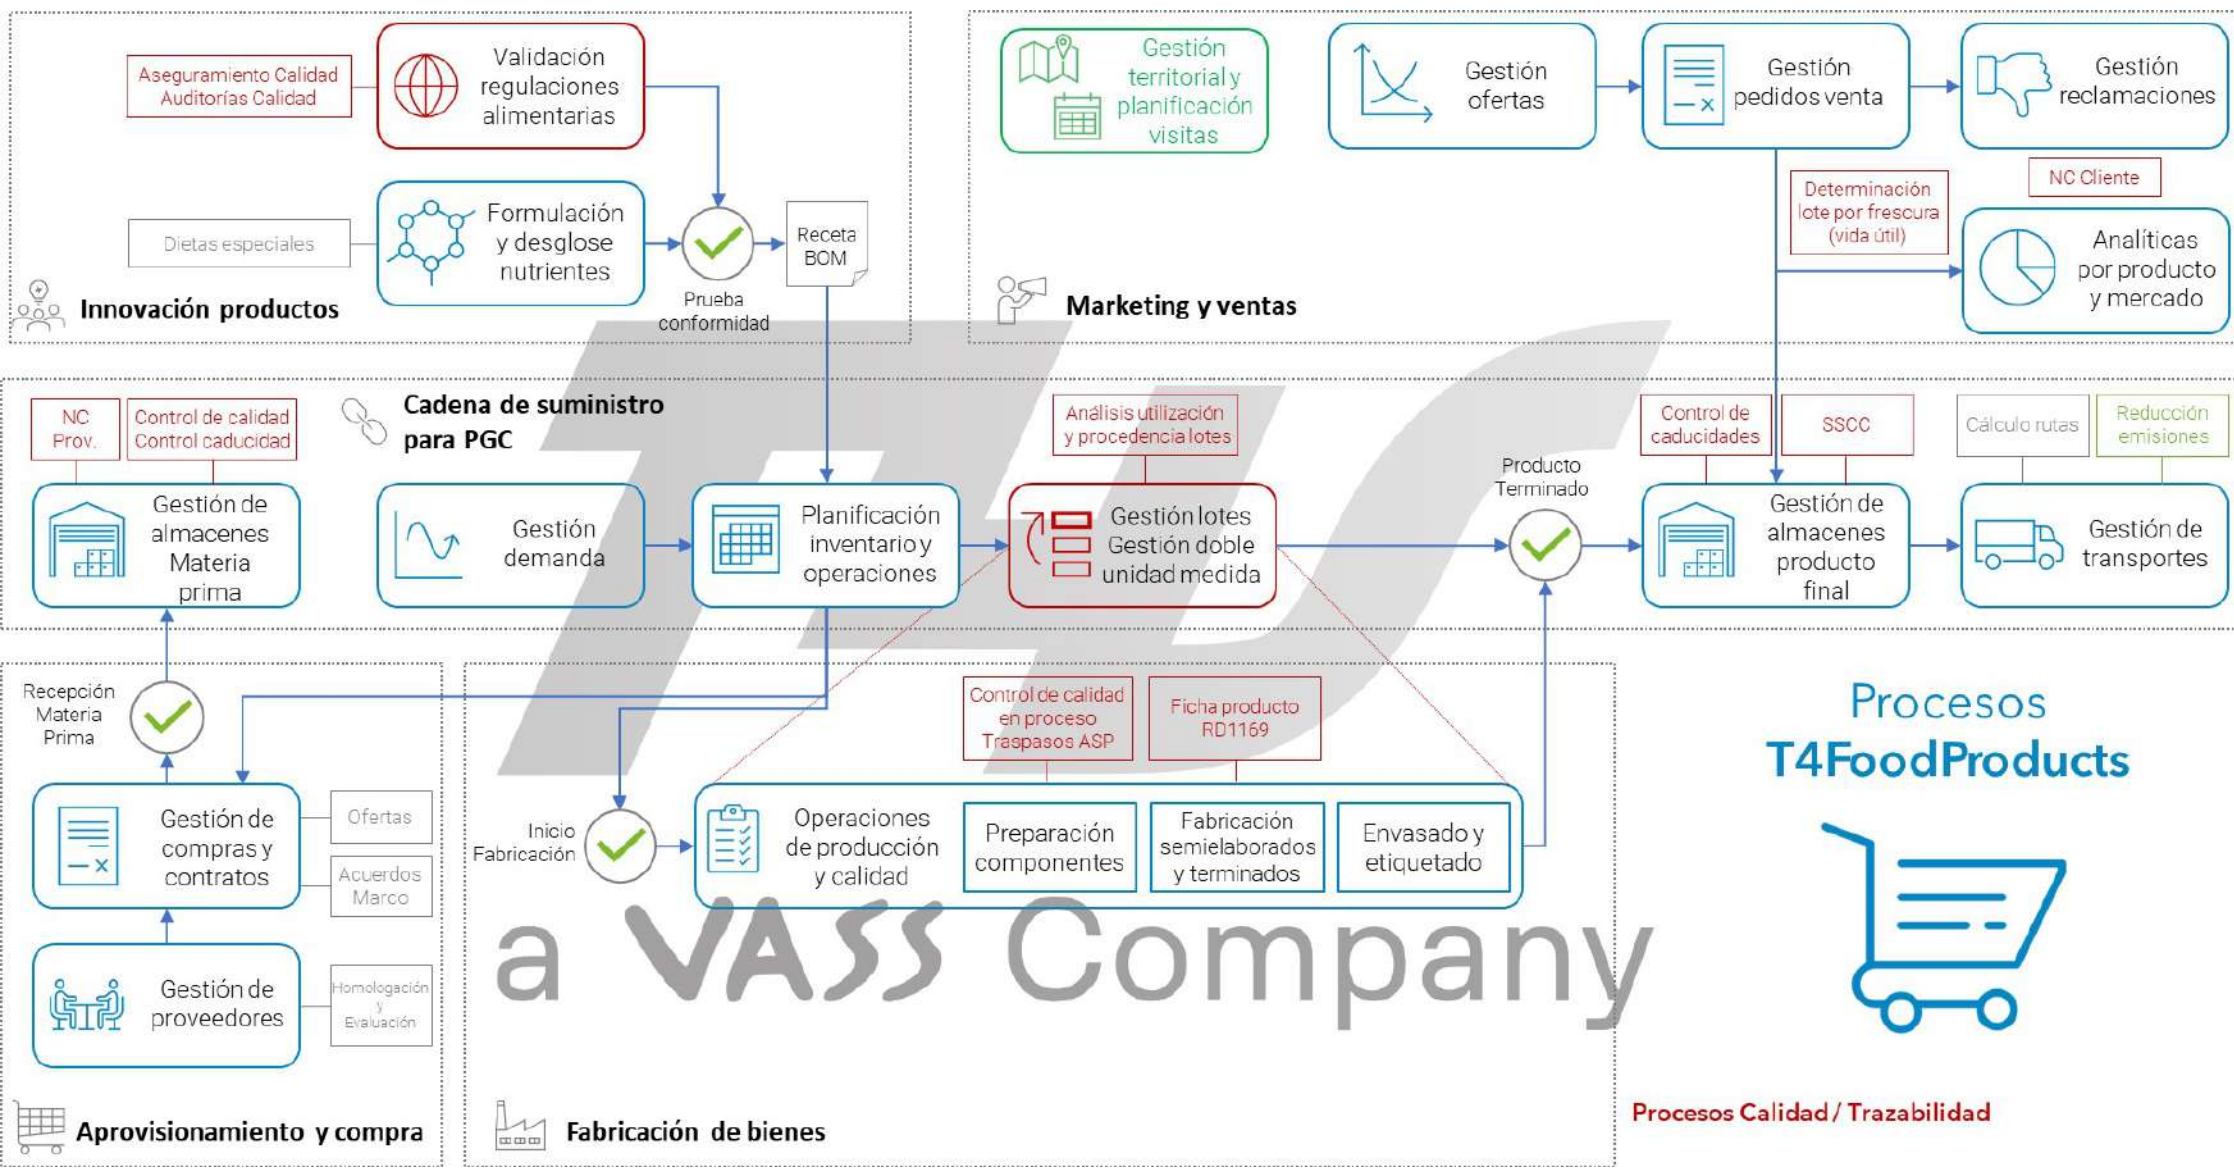 Aseguramiento Calidad
Auditorías Calidad
Validación
regulaciones
alimentarias
Dietas especiales
Formulación
y desglose
nutrientes
Prueba
conformidad
Receta
BOM
Innovación productos
Gestión
territorial y
planificación
visitas
Gestión
ofertas
Gestión
pedidos venta
Gestión
reclamaciones
Determinación
lote por frescura
(vida útil)
NC Cliente
Analíticas
por producto
y mercado
Marketing y ventas
NC
Prov.
Control de calidad
Control caducidad
Cadena de suministro
para PGC
Gestión de
almacenes
Materia
prima
Gestión
demanda
Planificación
inventario y
operaciones
Análisis utilización
y procedencia lotes
Gestión lotes
Gestión doble
unidad medida
Producto
Terminado
Control de
caducidades
SSCC
Gestión de
almacenes
producto
final
Cálculo rutas
Reducción
emisiones
Gestión de
transportes
T4S
a VASS Company
Recepción
Materia
Prima
Gestión de
compras y
contratos
Ofertas
Acuerdos
Marco
Gestión de
proveedores
Homologación
y
Evaluación
Aprovisionamiento y compra
Inicio
Fabricación
Control de calidad
en proceso
Traspasos ASP
Ficha producto
RD1169
Operaciones
de producción
y calidad
Preparación
componentes
Fabricación
semielaborados
y terminados
Envasado y
etiquetado
Fabricación de bienes
Procesos
T4FoodProducts
Procesos Calidad / Trazabilidad